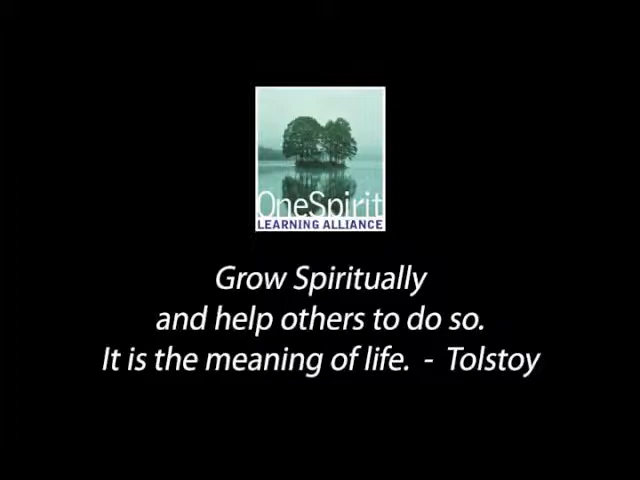 OneSpirit
LEARNING ALLIANCE
Grow Spiritually
and help others to do so.
It is the meaning of life. - Tolstoy